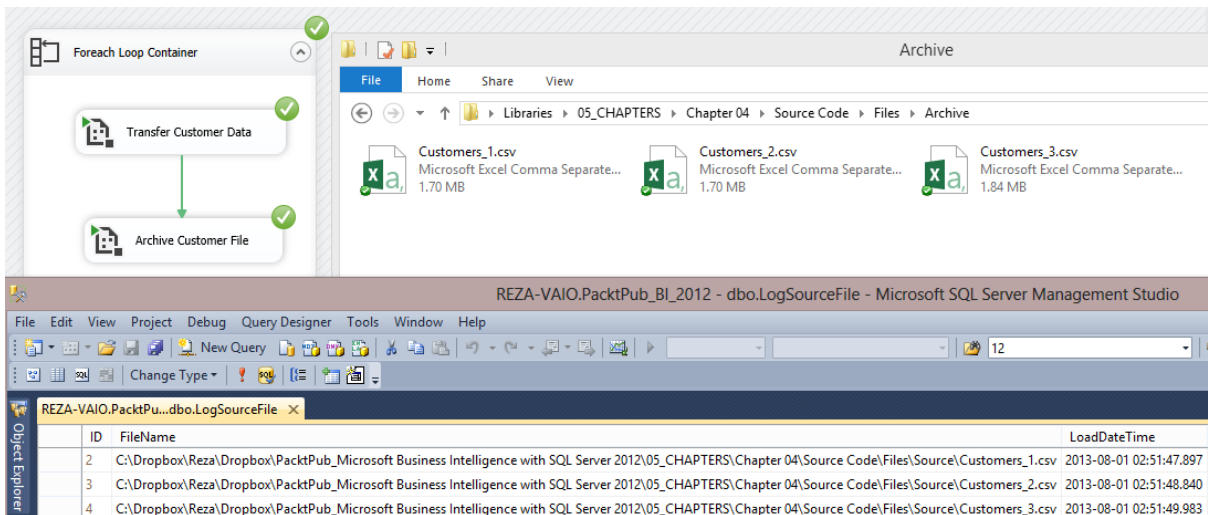 Foreach Loop Container
Transfer Customer Data
Archive Customer File
Archive
File Home Share View
Libraries 05_CHAPTERS Chapter 04 Source Code Files Archive
Customers_1.csv
Microsoft Excel Comma Separate...
1.70 MB
Customers_2.csv
Microsoft Excel Comma Separate...
1.70 MB
Customers_3.csv
Microsoft Excel Comma Separate...
1.84 MB
REZA-VAIO.PacktPub_BI_2012 - dbo.LogSourceFile - Microsoft SQL Server Management Studio
File Edit View Project Debug Query Designer Tools Window Help
New Query 12
Change Type
REZA-VAIO.PacktPu...dbo.LogSourceFile
Object Explorer
ID FileName LoadDateTime
2 C:\Dropbox\Reza\Dropbox\PacktPub_Microsoft Business Intelligence with SQL Server 2012\05_CHAPTERS\Chapter 04\Source Code\Files\Source\Customers_1.csv 2013-08-01 02:51:47.897
3 C:\Dropbox\Reza\Dropbox\PacktPub_Microsoft Business Intelligence with SQL Server 2012\05_CHAPTERS\Chapter 04\Source Code\Files\Source\Customers_2.csv 2013-08-01 02:51:48.840
4 C:\Dropbox\Reza\Dropbox\PacktPub_Microsoft Business Intelligence with SQL Server 2012\05_CHAPTERS\Chapter 04\Source Code\Files\Source\Customers_3.csv 2013-08-01 02:51:49.983